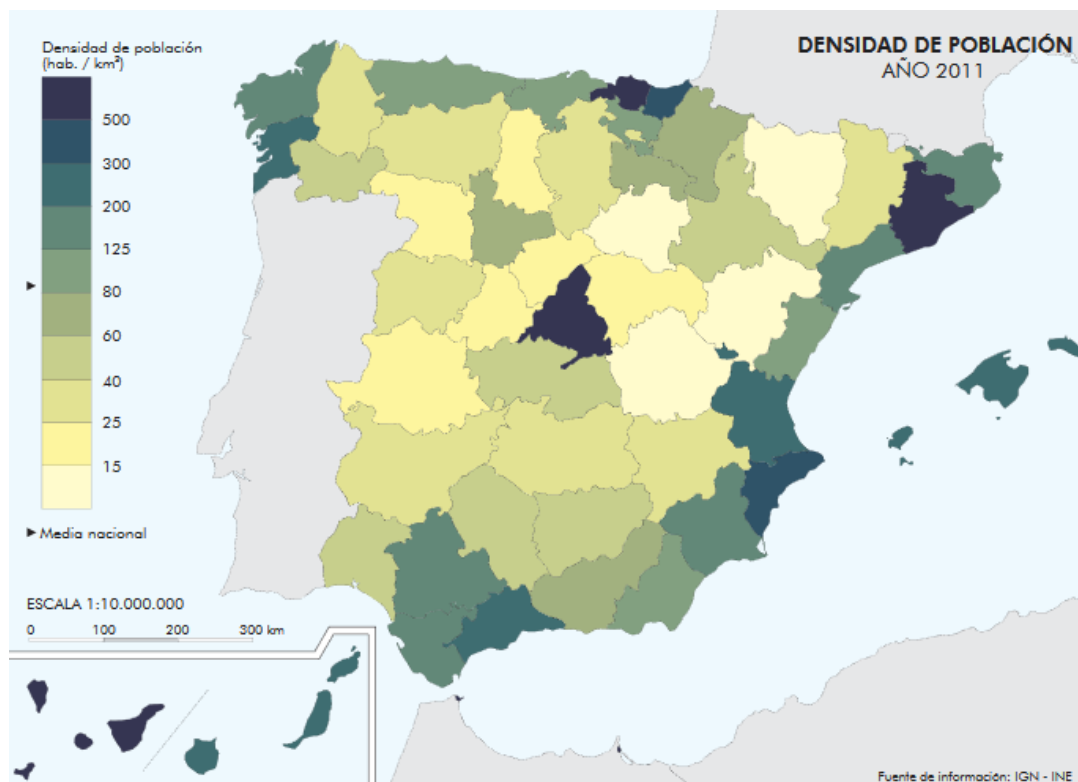 DENSIDAD DE POBLACIÓN
AÑO 2011
Densidad de población
(hab. / km²)
500
300
200
125
80
60
40
25
15
Media nacional
ESCALA 1:10.000.000
0 100 200 300 km
Fuente de información: IGN - INE